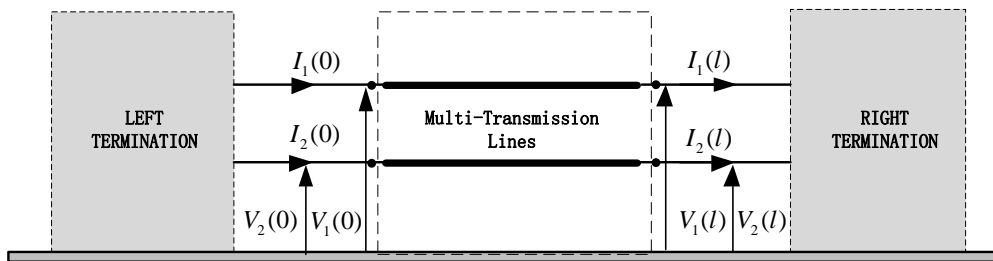 I₁(0)
I₁(l)
LEFT
TERMINATION
Multi-Transmission
Lines
RIGHT
TERMINATION
I₂(0)
I₂(l)
V₂(0) V₁(0)
V₁(l) V₂(l)